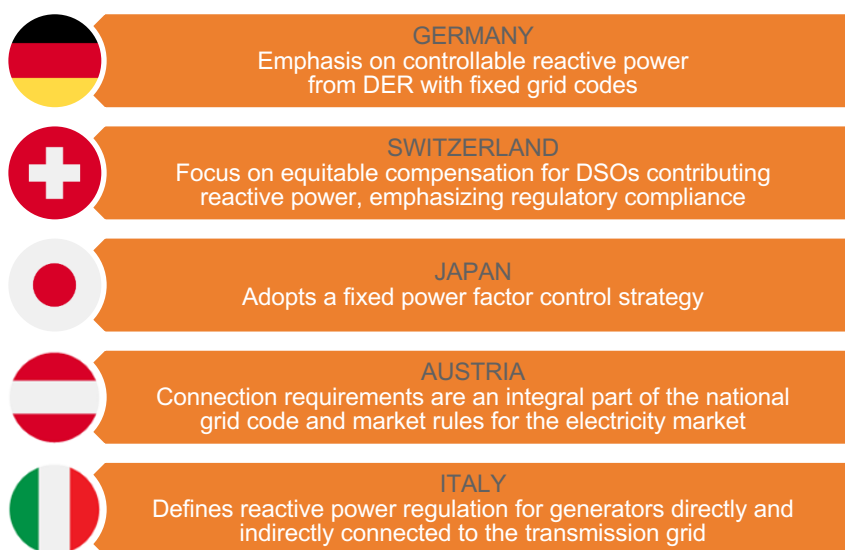 GERMANY
Emphasis on controllable reactive power
from DER with fixed grid codes
SWITZERLAND
Focus on equitable compensation for DSOs contributing
reactive power, emphasizing regulatory compliance
JAPAN
Adopts a fixed power factor control strategy
AUSTRIA
Connection requirements are an integral part of the national
grid code and market rules for the electricity market
ITALY
Defines reactive power regulation for generators directly and
indirectly connected to the transmission grid